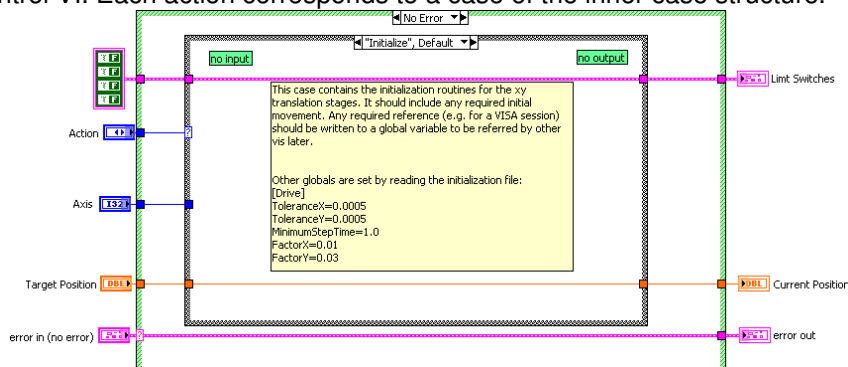 ntrol VI. Each action corresponds to a case of the inner case structure.
No Error
"Initialize", Default
no input
no output
T F
T F
T F
T F
Limt Switches
This case contains the initialization routines for the xy
translation stages. It should include any required initial
movement. Any required reference (e.g. for a VISA session)
should be written to a global variable to be referred by other
vis later.
Action
?
Other globals are set by reading the initialization file:
[Drive]
ToleranceX=0.0005
ToleranceY=0.0005
MinimumStepTime=1.0
FactorX=0.01
FactorY=0.03
Axis
I32
Target Position
DBL
DBL
Current Position
error in (no error)
?
error out